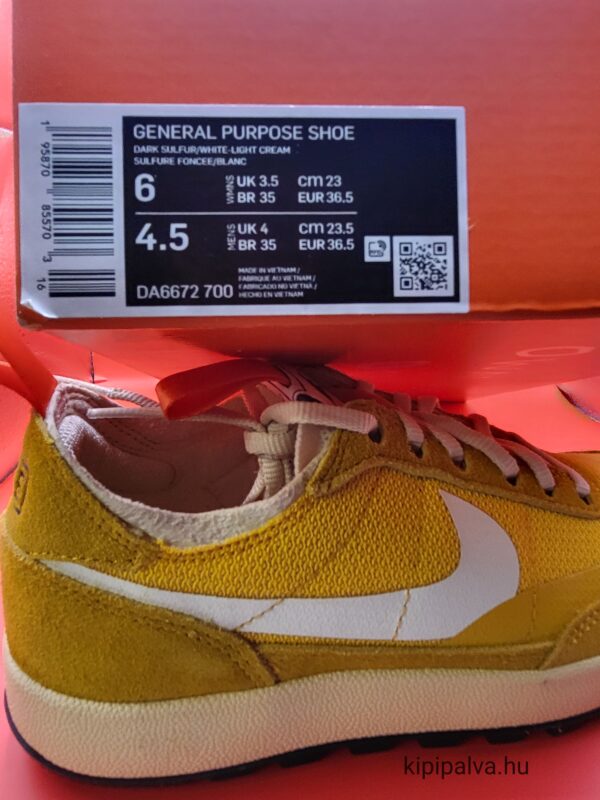 GENERAL PURPOSE SHOE
DARK SULFUR/WHITE-LIGHT CREAM
SULFURE FONCEE/BLANC
6 WMNS UK 3.5 cm 23
BR 35 EUR 36.5
4.5 MENS UK 4 cm 23.5
BR 35 EUR 36.5
DA6672 700
MADE IN VIETNAM /
FABRIQUE AU VIETNAM /
FABRICADO NO VIETNÃ /
HECHO EN VIETNAM
1 95870 85570 3 16
kipipalva.hu